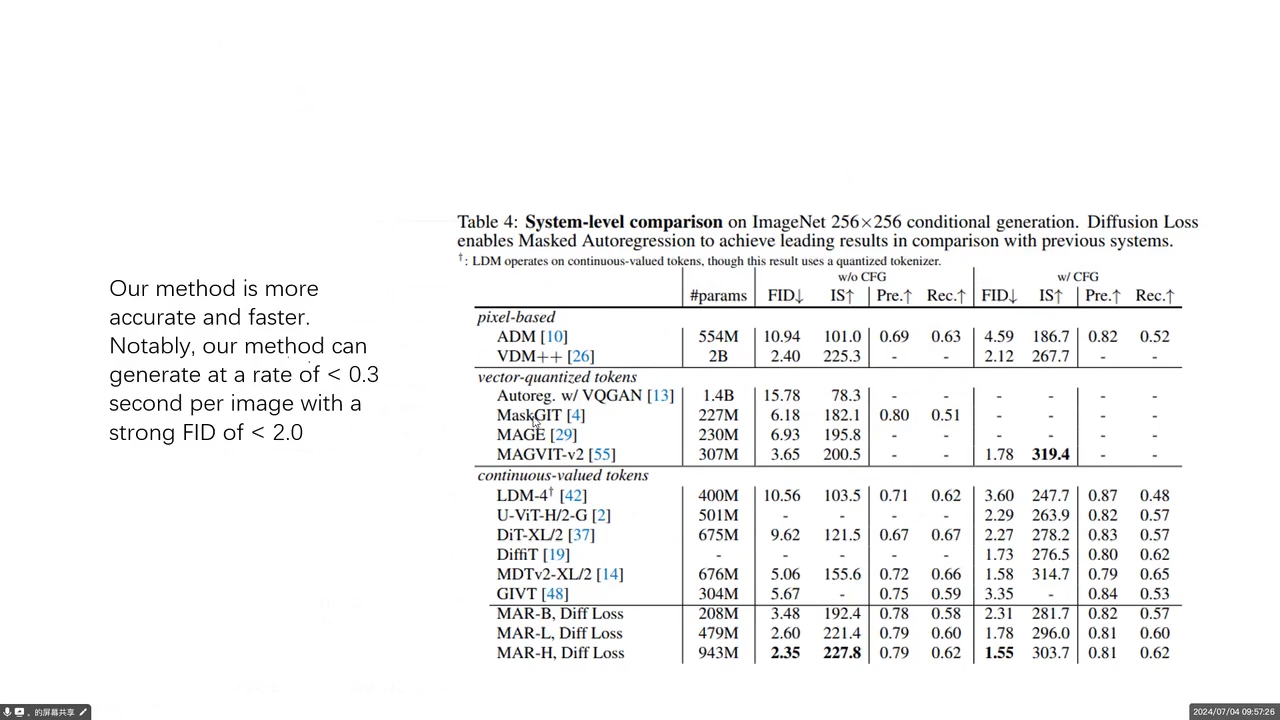 Our method is more
accurate and faster.
Notably, our method can
generate at a rate of < 0.3
second per image with a
strong FID of < 2.0
Table 4: System-level comparison on ImageNet 256×256 conditional generation. Diffusion Loss
enables Masked Autoregression to achieve leading results in comparison with previous systems.
†: LDM operates on continuous-valued tokens, though this result uses a quantized tokenizer.
w/o CFG w/ CFG
#params FID↓ IS↑ Pre.↑ Rec.↑ FID↓ IS↑ Pre.↑ Rec.↑
pixel-based
ADM [10] 554M 10.94 101.0 0.69 0.63 4.59 186.7 0.82 0.52
VDM++ [26] 2B 2.40 225.3 - - 2.12 267.7 - -
vector-quantized tokens
Autoreg. w/ VQGAN [13] 1.4B 15.78 78.3 - - - - - -
MaskGIT [4] 227M 6.18 182.1 0.80 0.51 - - - -
MAGE [29] 230M 6.93 195.8 - - - - - -
MAGVIT-v2 [55] 307M 3.65 200.5 - - 1.78 319.4 - -
continuous-valued tokens
LDM-4† [42] 400M 10.56 103.5 0.71 0.62 3.60 247.7 0.87 0.48
U-ViT-H/2-G [2] 501M - - - - 2.29 263.9 0.82 0.57
DiT-XL/2 [37] 675M 9.62 121.5 0.67 0.67 2.27 278.2 0.83 0.57
DiffiT [19] - - - - - 1.73 276.5 0.80 0.62
MDTv2-XL/2 [14] 676M 5.06 155.6 0.72 0.66 1.58 314.7 0.79 0.65
GIVT [48] 304M 5.67 - 0.75 0.59 3.35 - 0.84 0.53
MAR-B, Diff Loss 208M 3.48 192.4 0.78 0.58 2.31 281.7 0.82 0.57
MAR-L, Diff Loss 479M 2.60 221.4 0.79 0.60 1.78 296.0 0.81 0.60
MAR-H, Diff Loss 943M 2.35 227.8 0.79 0.62 1.55 303.7 0.81 0.62
。的屏幕共享
2024/07/04 09:57:26